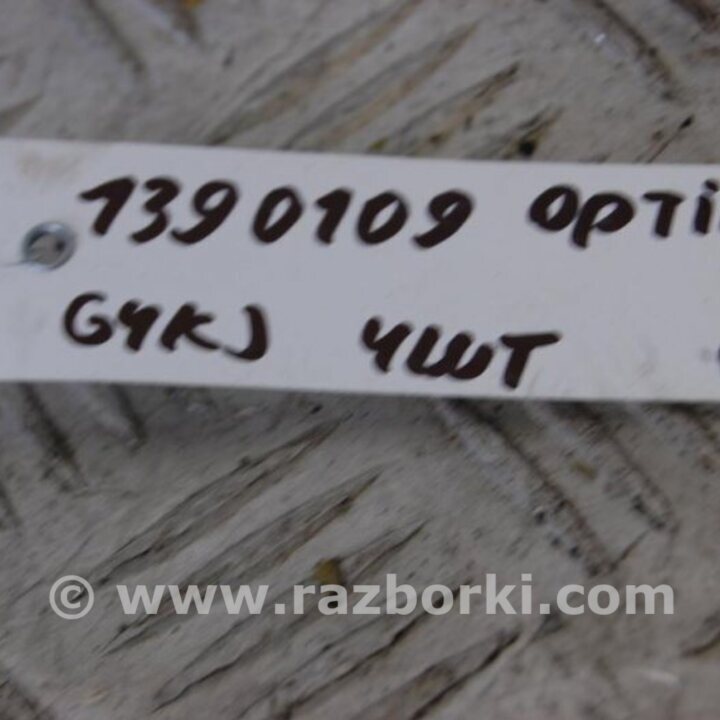 1390109 OPTI
G4KJ 4ШТ
© www.razborki.com